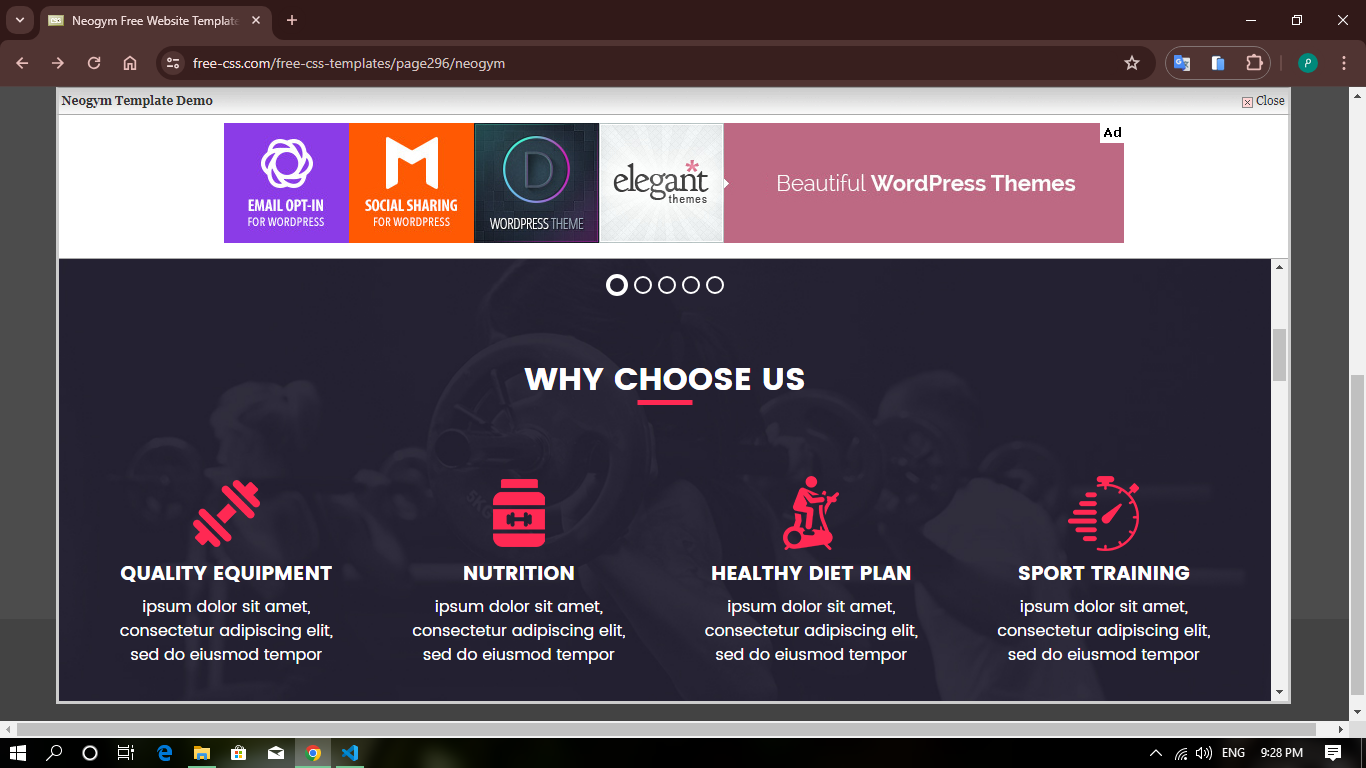 Neogym Free Website Template
free-css.com/free-css-templates/page296/neogym
Neogym Template Demo
Close
Ad
EMAIL OPT-IN
FOR WORDPRESS
SOCIAL SHARING
FOR WORDPRESS
D
WORDPRESS THEME
elegant
themes
Beautiful WordPress Themes
WHY CHOOSE US
5KG
QUALITY EQUIPMENT
ipsum dolor sit amet,
consectetur adipiscing elit,
sed do eiusmod tempor
NUTRITION
ipsum dolor sit amet,
consectetur adipiscing elit,
sed do eiusmod tempor
HEALTHY DIET PLAN
ipsum dolor sit amet,
consectetur adipiscing elit,
sed do eiusmod tempor
SPORT TRAINING
ipsum dolor sit amet,
consectetur adipiscing elit,
sed do eiusmod tempor
ENG
9:28 PM